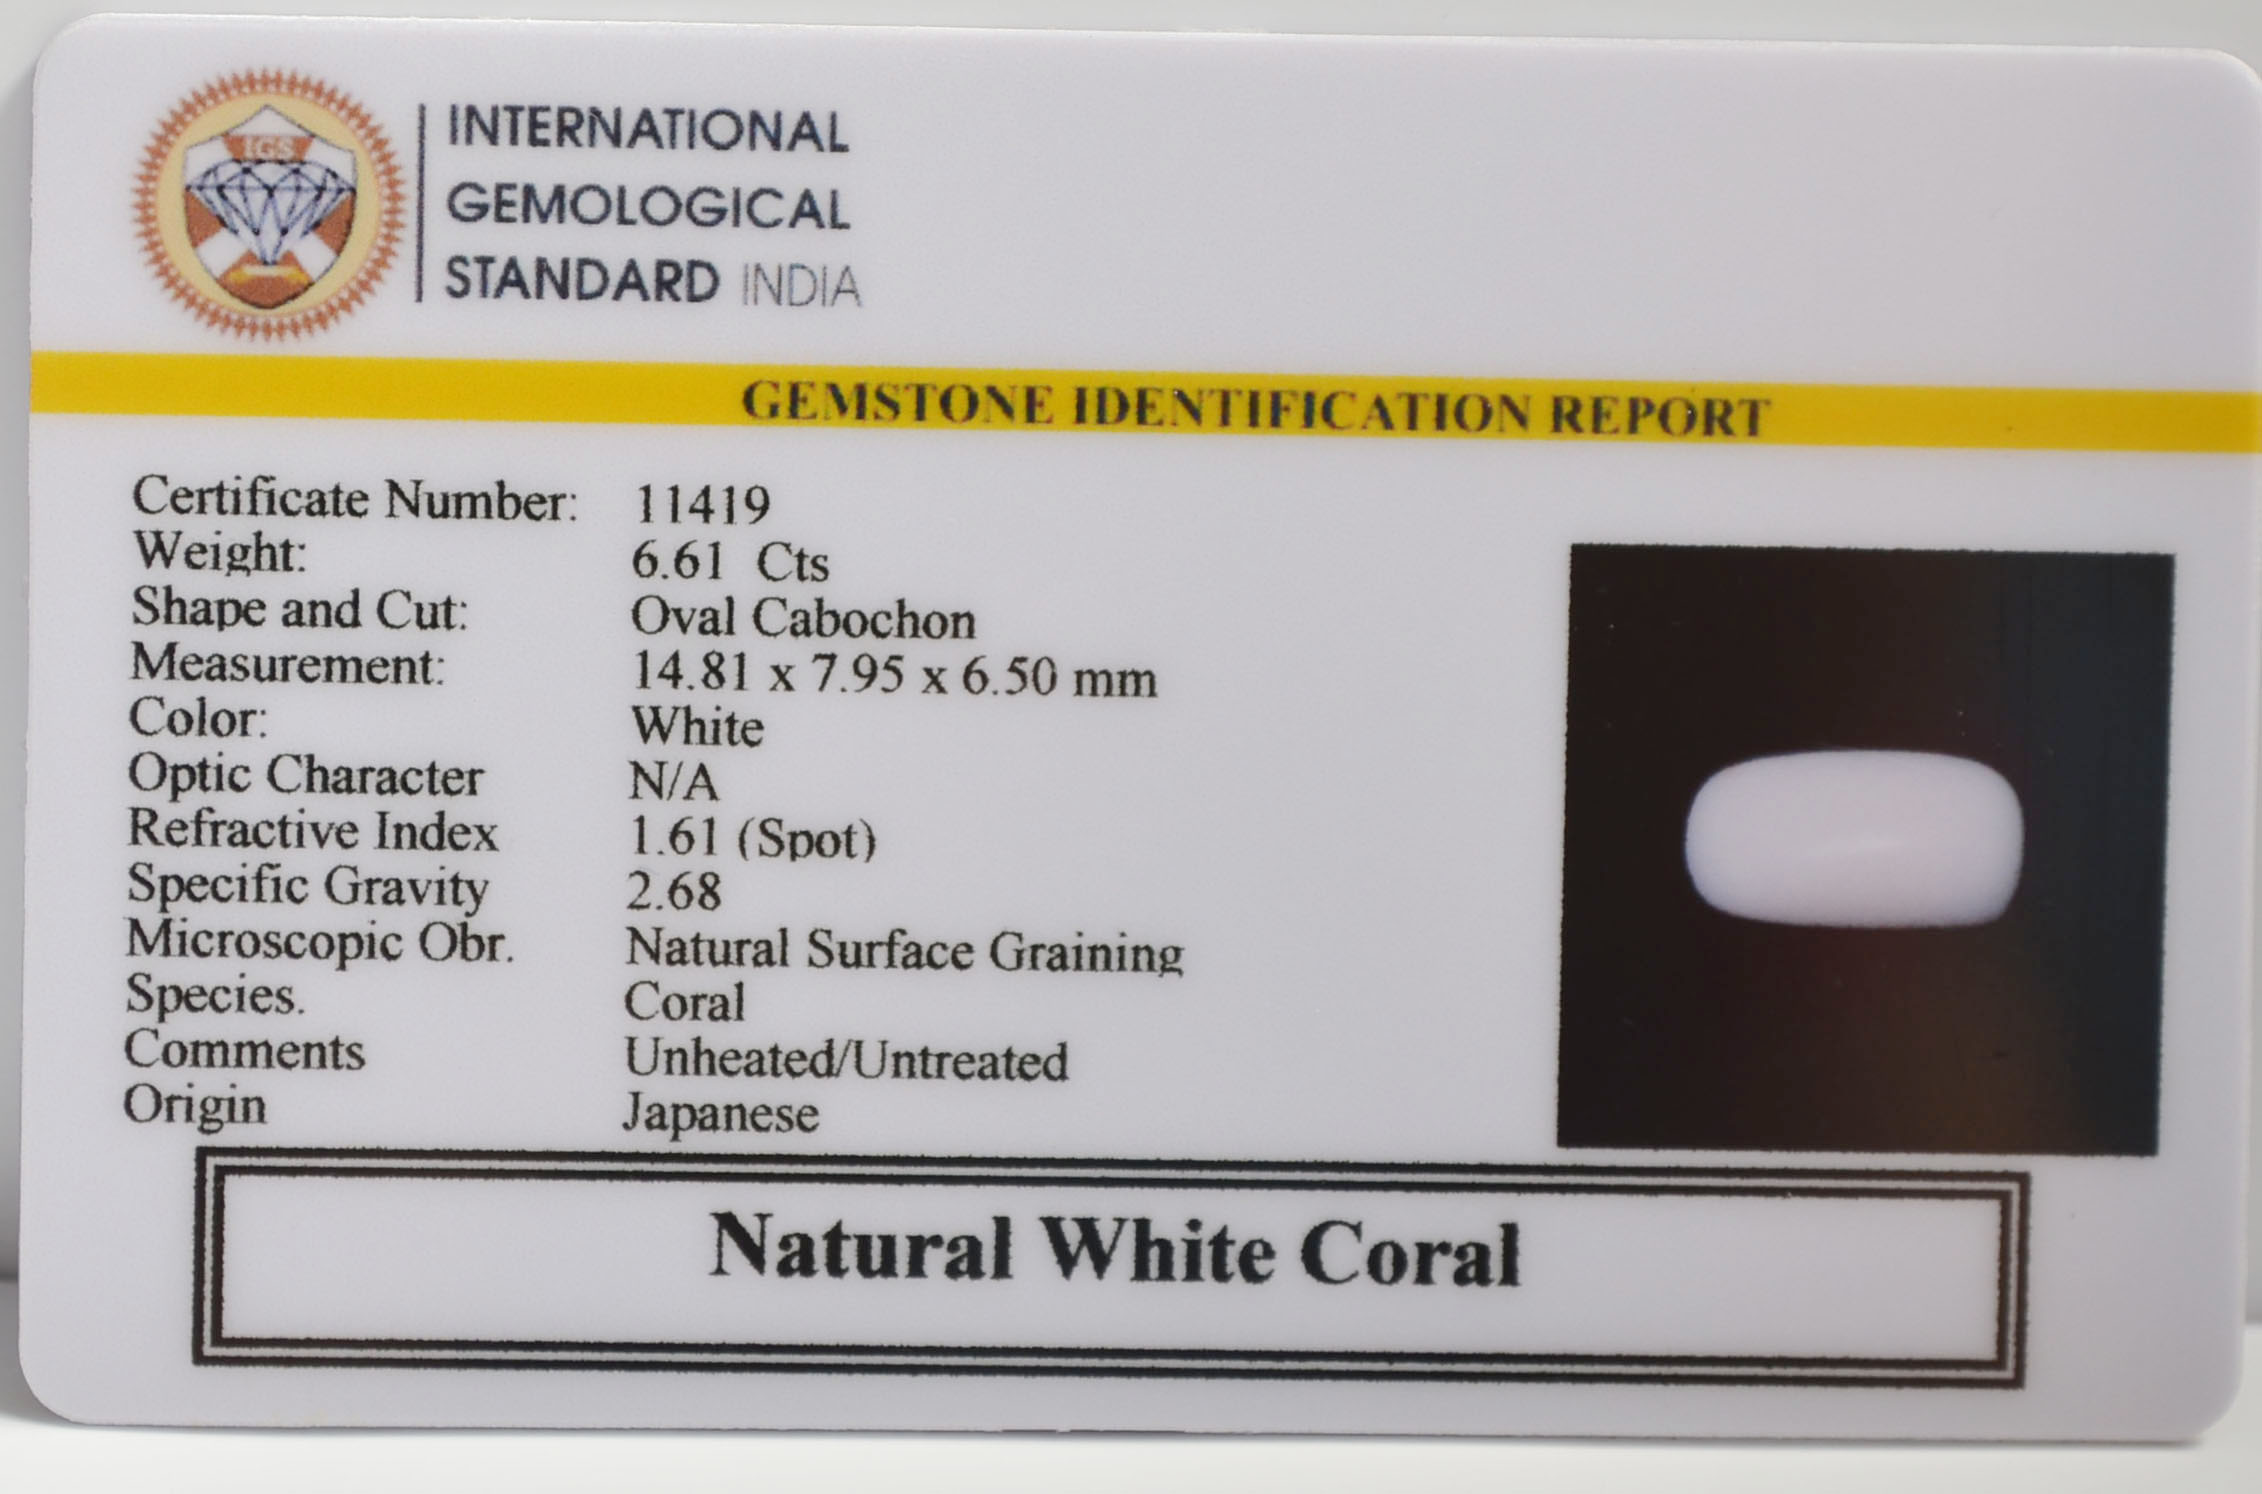 IGS
INTERNATIONAL
GEMOLOGICAL
STANDARD INDIA
GEMSTONE IDENTIFICATION REPORT
Certificate Number: 11419
Weight: 6.61 Cts
Shape and Cut: Oval Cabochon
Measurement: 14.81 x 7.95 x 6.50 mm
Color: White
Optic Character N/A
Refractive Index 1.61 (Spot)
Specific Gravity 2.68
Microscopic Obr. Natural Surface Graining
Species. Coral
Comments Unheated/Untreated
Origin Japanese
Natural White Coral